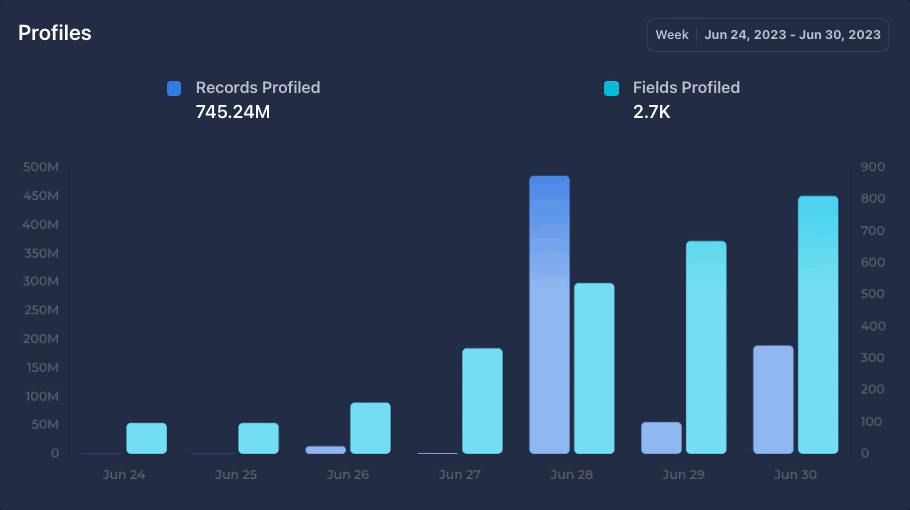 Profiles
Week Jun 24, 2023 - Jun 30, 2023
Records Profiled
745.24M
Fields Profiled
2.7K
500M
450M
400M
350M
300M
250M
200M
150M
100M
50M
0
900
800
700
600
500
400
300
200
100
0
Jun 24 Jun 25 Jun 26 Jun 27 Jun 28 Jun 29 Jun 30